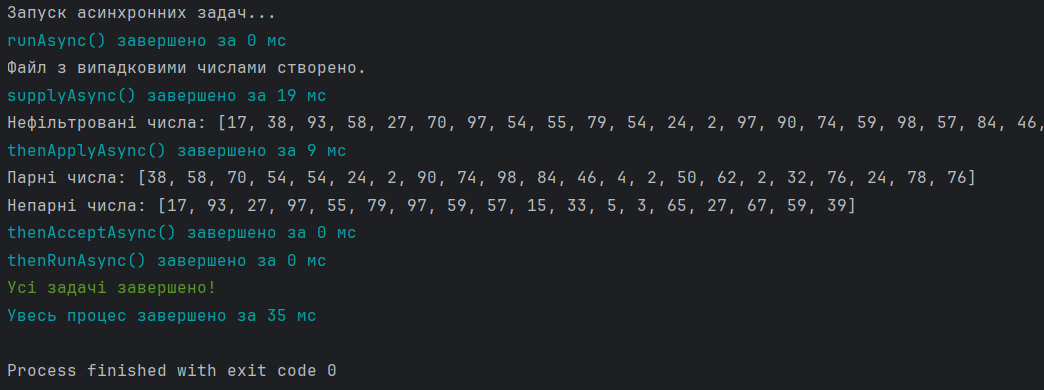 Запуск асинхронних задач...
runAsync() завершено за 0 мс
Файл з випадковими числами створено.
supplyAsync() завершено за 19 мс
Нефільтровані числа: [17, 38, 93, 58, 27, 70, 97, 54, 55, 79, 54, 24, 2, 97, 90, 74, 59, 98, 57, 84, 46,
thenApplyAsync() завершено за 9 мс
Парні числа: [38, 58, 70, 54, 54, 24, 2, 90, 74, 98, 84, 46, 4, 2, 50, 62, 2, 32, 76, 24, 78, 76]
Непарні числа: [17, 93, 27, 97, 55, 79, 97, 59, 57, 15, 33, 5, 3, 65, 27, 67, 59, 39]
thenAcceptAsync() завершено за 0 мс
thenRunAsync() завершено за 0 мс
Усі задачі завершено!
Увесь процес завершено за 35 мс
Process finished with exit code 0